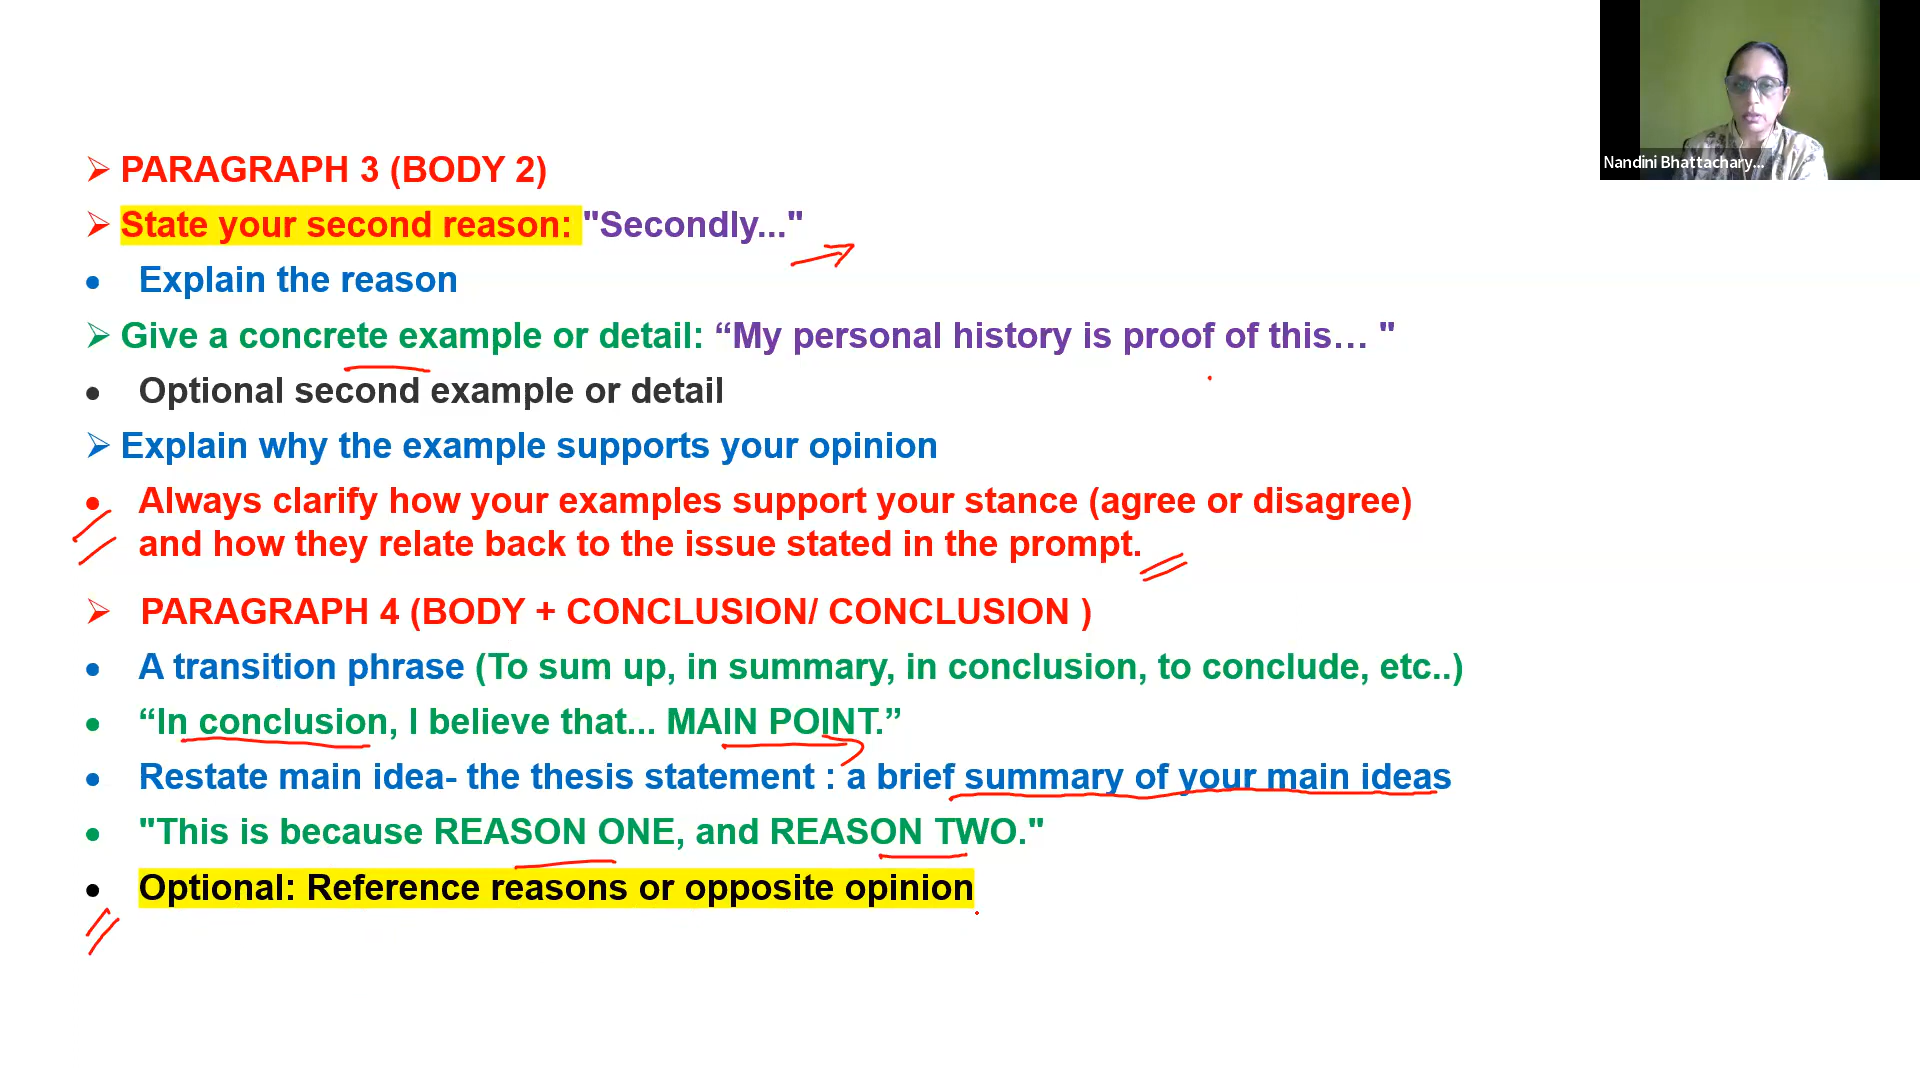 Nandini Bhattachary...
PARAGRAPH 3 (BODY 2)
State your second reason: "Secondly..."
Explain the reason
Give a concrete example or detail: “My personal history is proof of this… "
Optional second example or detail
Explain why the example supports your opinion
Always clarify how your examples support your stance (agree or disagree)
and how they relate back to the issue stated in the prompt.
PARAGRAPH 4 (BODY + CONCLUSION/ CONCLUSION )
A transition phrase (To sum up, in summary, in conclusion, to conclude, etc..)
“In conclusion, I believe that... MAIN POINT.”
Restate main idea- the thesis statement : a brief summary of your main ideas
"This is because REASON ONE, and REASON TWO."
Optional: Reference reasons or opposite opinion